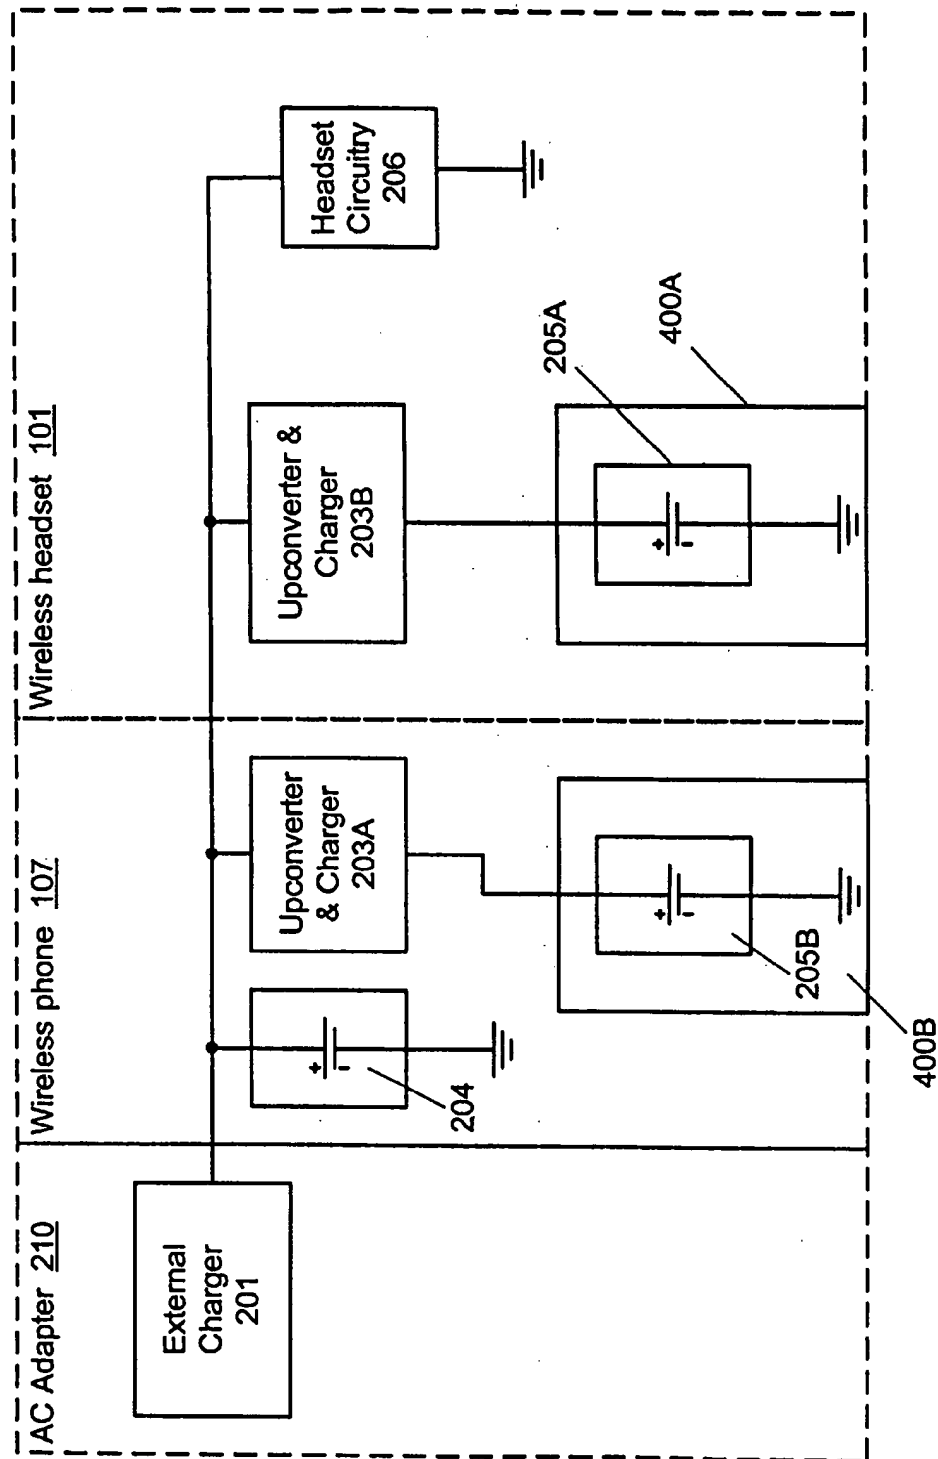 AC Adapter 210
External
Charger
201
Wireless phone 107
+
-
204
Upconverter
& Charger
203A
+
-
205B
400B
Wireless headset 101
Upconverter &
Charger
203B
+
-
205A
400A
Headset
Circuitry
206